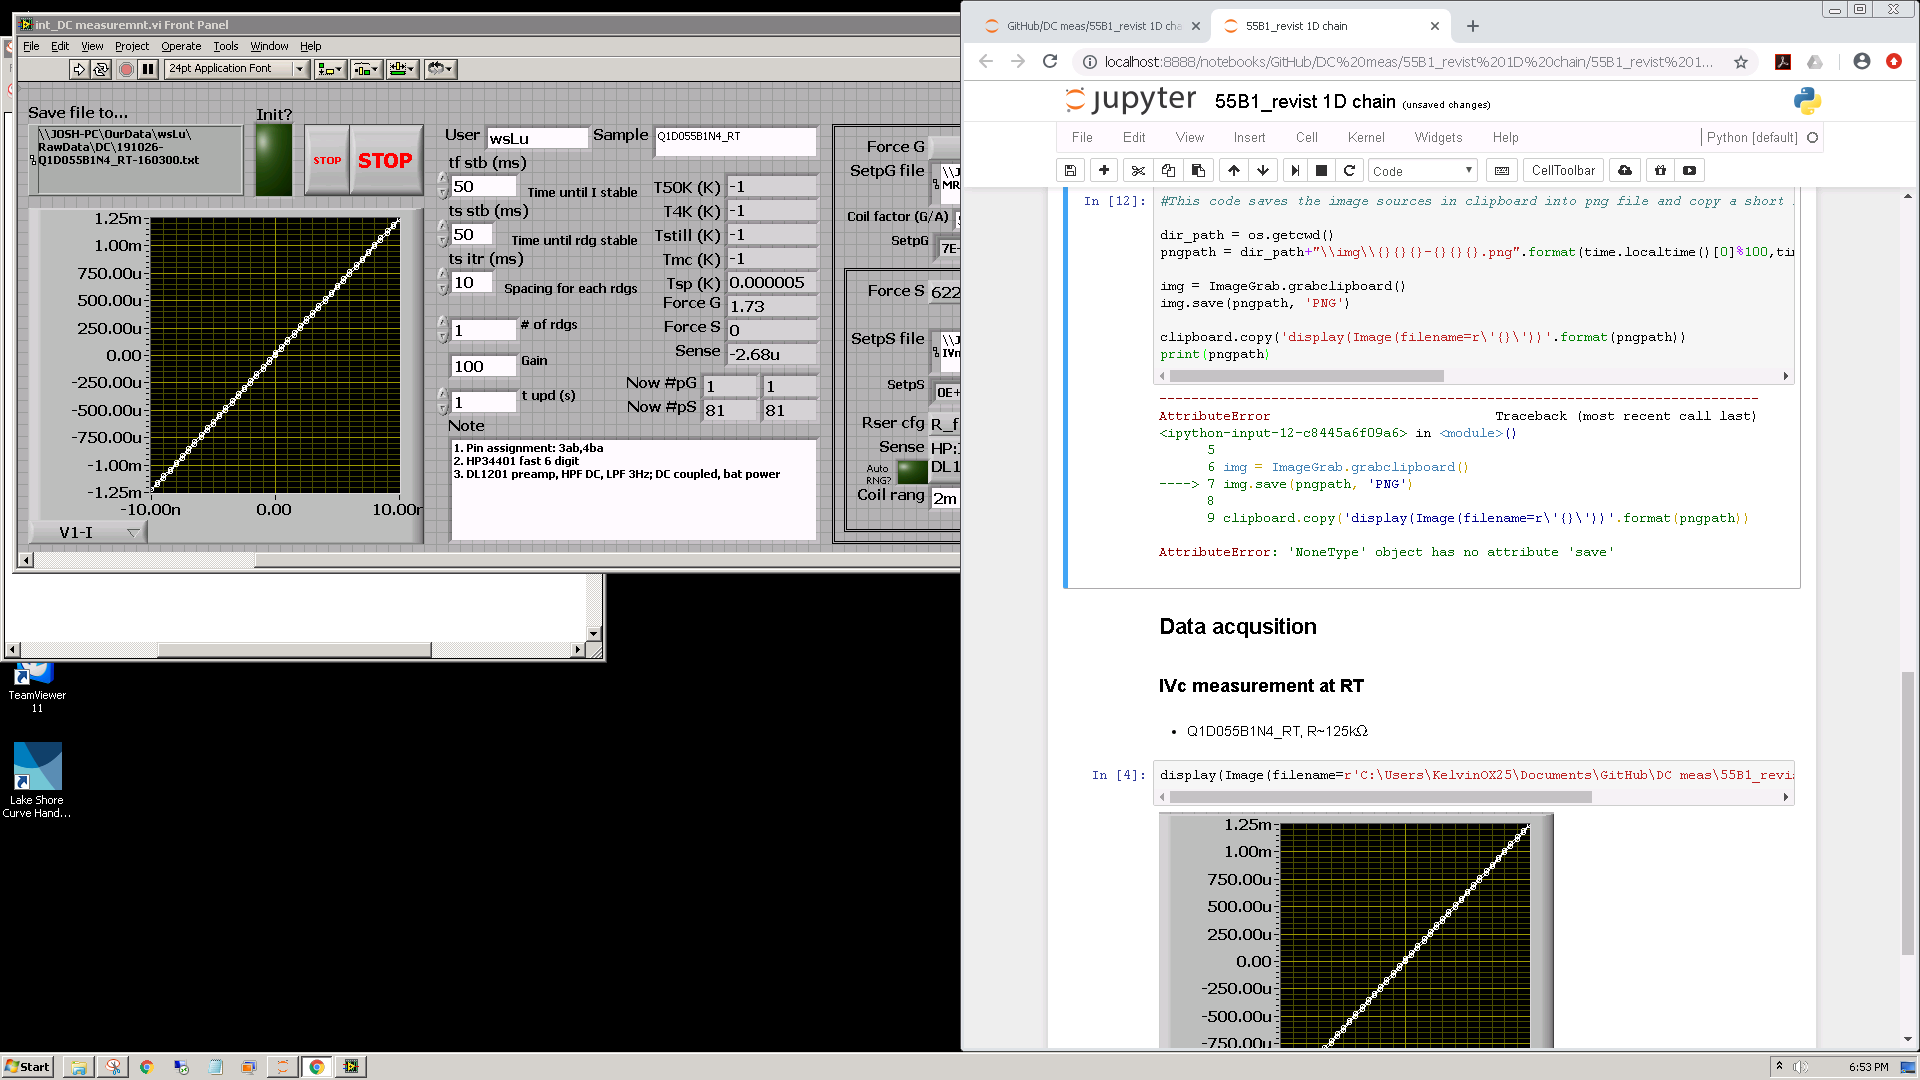 int_DC measuremnt.vi Front Panel
File Edit View Project Operate Tools Window Help
24pt Application Font
Save file to...
\\JOSH-PC\OurData\wsLu\
RawData\DC\191026-
Q1D055B1N4_RT-160300.txt
Init?
STOP STOP
User wsLu Sample Q1D055B1N4_RT
tf stb (ms)
50 Time until I stable
ts stb (ms)
50 Time until rdg stable
ts itr (ms)
10 Spacing for each rdgs
1 # of rdgs
100 Gain
1 t upd (s)
T50K (K) -1
T4K (K) -1
Tstill (K) -1
Tmc (K) -1
Tsp (K) 0.000005
Force G 1.73
Force S 0
Sense -2.68u
Now #pG 1 1
Now #pS 81 81
Note
1. Pin assignment: 3ab,4ba
2. HP34401 fast 6 digit
3. DL1201 preamp, HPF DC, LPF 3Hz; DC coupled, bat power
Force G
SetpG file
Coil factor (G/A)
SetpG 7E-
Force S 622
SetpS file
IVn
SetpS 0E+
Rser cfg R_f
Sense HP:
Auto
RNG?
DL1
Coil rang 2m
1.25m
1.00m
750.00u
500.00u
250.00u
0.00
-250.00u
-500.00u
-750.00u
-1.00m
-1.25m
-10.00n 0.00 10.00n
V1-I
TeamViewer
11
Lake Shore
Curve Hand...
Start
GitHub/DC meas/55B1_revist 1D cha
55B1_revist 1D chain
localhost:8888/notebooks/GitHub/DC%20meas/55B1_revist%201D%20chain/55B1_revist%201...
jupyter 55B1_revist 1D chain (unsaved changes)
File Edit View Insert Cell Kernel Widgets Help
Python [default]
Code
CellToolbar
In [12]: #This code saves the image sources in clipboard into png file and copy a short
dir_path = os.getcwd()
pngpath = dir_path+"\\img\\{}{}{}-{}{}{}.png".format(time.localtime()[0]%100,tim
img = ImageGrab.grabclipboard()
img.save(pngpath, 'PNG')
clipboard.copy('display(Image(filename=r\'{}\'))'.format(pngpath))
print(pngpath)
---------------------------------------------------------------------------
AttributeError Traceback (most recent call last)
<ipython-input-12-c8445a6f09a6> in <module>()
5
6 img = ImageGrab.grabclipboard()
----> 7 img.save(pngpath, 'PNG')
8
9 clipboard.copy('display(Image(filename=r\'{}\'))'.format(pngpath))
AttributeError: 'NoneType' object has no attribute 'save'
Data acqusition
IVc measurement at RT
• Q1D055B1N4_RT, R~125kΩ
In [4]: display(Image(filename=r'C:\Users\KelvinOX25\Documents\GitHub\DC meas\55B1_revis
1.25m
1.00m
750.00u
500.00u
250.00u
0.00
-250.00u
-500.00u
-750.00u
6:53 PM